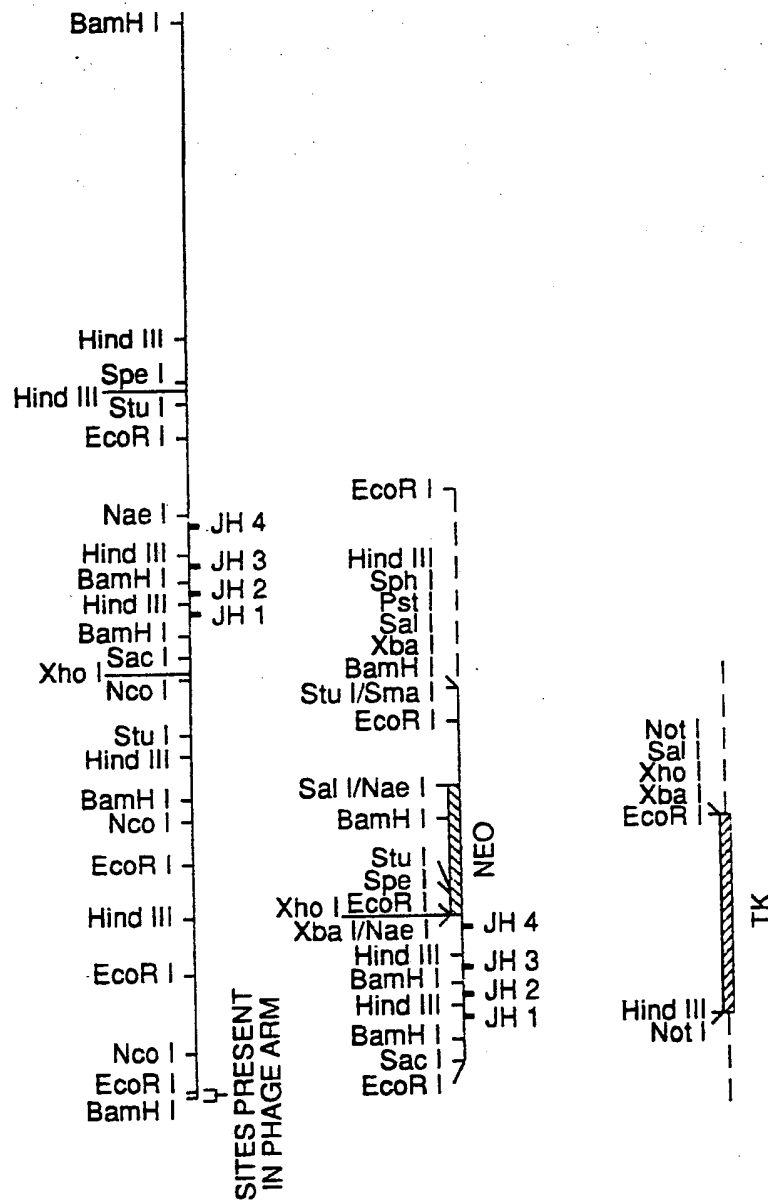 BamH I
Hind III
Spe I
Hind III
Stu I
EcoR I
Nae I
JH 4
Hind III
JH 3
BamH I
JH 2
Hind III
JH 1
BamH I
Sac I
Xho I
Nco I
Stu I
Hind III
BamH I
Nco I
EcoR I
Hind III
EcoR I
Nco I
EcoR I
BamH I
SITES PRESENT
IN PHAGE ARM
EcoR I
Hind III
Sph I
Pst I
Sal I
Xba I
BamH I
Stu I/Sma I
EcoR I
Sal I/Nae I
BamH I
NEO
Stu I
Spe I
EcoR I
Xho I
Xba I/Nae I
JH 4
Hind III
JH 3
BamH I
JH 2
Hind III
JH 1
BamH I
Sac I
EcoR I
Not I
Sal I
Xho I
Xba I
EcoR I
TK
Hind III
Not I